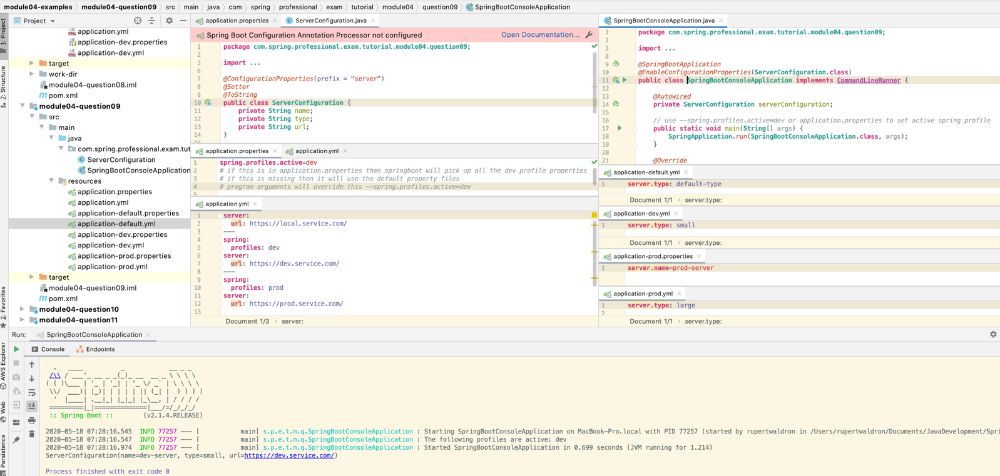 module04-examples › module04-question09 › src › main › java › com › spring › professional › exam › tutorial › module04 › question09 › SpringBootConsoleApplication
1: Project
Z: Structure
2: Favorites
AWS Explorer
Web
Persistence
Project
application.yml
application-dev.properties
application-dev.yml
target
work-dir
module04-question08.iml
pom.xml
module04-question09
src
main
java
com.spring.professional.exam.tut
ServerConfiguration
SpringBootConsoleApplication
resources
application.properties
application.yml
application-default.properties
application-default.yml
application-dev.properties
application-dev.yml
application-prod.properties
application-prod.yml
target
module04-question09.iml
pom.xml
module04-question10
module04-question11
application.properties ServerConfiguration.java
Spring Boot Configuration Annotation Processor not configured Open Documentation...
1 package com.spring.professional.exam.tutorial.module04.question09;
2
3 import ...
6
7 @ConfigurationProperties(prefix = "server")
8 @Setter
9 @ToString
10 public class ServerConfiguration {
11 private String name;
12 private String type;
13 private String url;
14 }
application.properties application.yml
1 spring.profiles.active=dev
2 # if this is in application.properties then springboot will pick up all the dev profile properties
3 # if this is missing then it will use the default property files
4 # program arguments will override this --spring.profiles.active=dev
5
application.yml
1 server:
2 url: https://local.service.com/
3 ---
4 spring:
5 profiles: dev
6 server:
7 url: https://dev.service.com/
8 ---
9 spring:
10 profiles: prod
11 server:
12 url: https://prod.service.com/
13
Document 1/3 › server:
SpringBootConsoleApplication.java
1 package com.spring.professional.exam.tutorial.module04.question09;
2
3 import ...
8
9 @SpringBootApplication
10 @EnableConfigurationProperties(ServerConfiguration.class)
11 public class SpringBootConsoleApplication implements CommandLineRunner {
12
13 @Autowired
14 private ServerConfiguration serverConfiguration;
15
16 // use --spring.profiles.active=dev or application.properties to set active spring profile
17 public static void main(String[] args) {
18 SpringApplication.run(SpringBootConsoleApplication.class, args);
19 }
20
21 @Override
application-default.yml
1 server.type: default-type
Document 1/1 › server.type:
application-dev.yml
1 server.type: small
Document 1/1 › server.type:
application-prod.properties
1 server.name=prod-server
application-prod.yml
1 server.type: large
2
Document 1/1 › server.type:
Run: SpringBootConsoleApplication
Console Endpoints
:: Spring Boot :: (v2.1.4.RELEASE)
2020-05-18 07:28:16.545 INFO 77257 --- [ main] s.p.e.t.m.q.SpringBootConsoleApplication : Starting SpringBootConsoleApplication on MacBook-Pro.local with PID 77257 (started by rupertwaldron in /Users/rupertwaldron/Documents/JavaDevelopment/Spri
2020-05-18 07:28:16.547 INFO 77257 --- [ main] s.p.e.t.m.q.SpringBootConsoleApplication : The following profiles are active: dev
2020-05-18 07:28:16.974 INFO 77257 --- [ main] s.p.e.t.m.q.SpringBootConsoleApplication : Started SpringBootConsoleApplication in 0.699 seconds (JVM running for 1.214)
ServerConfiguration(name=dev-server, type=small, url=https://dev.service.com/)
Process finished with exit code 0